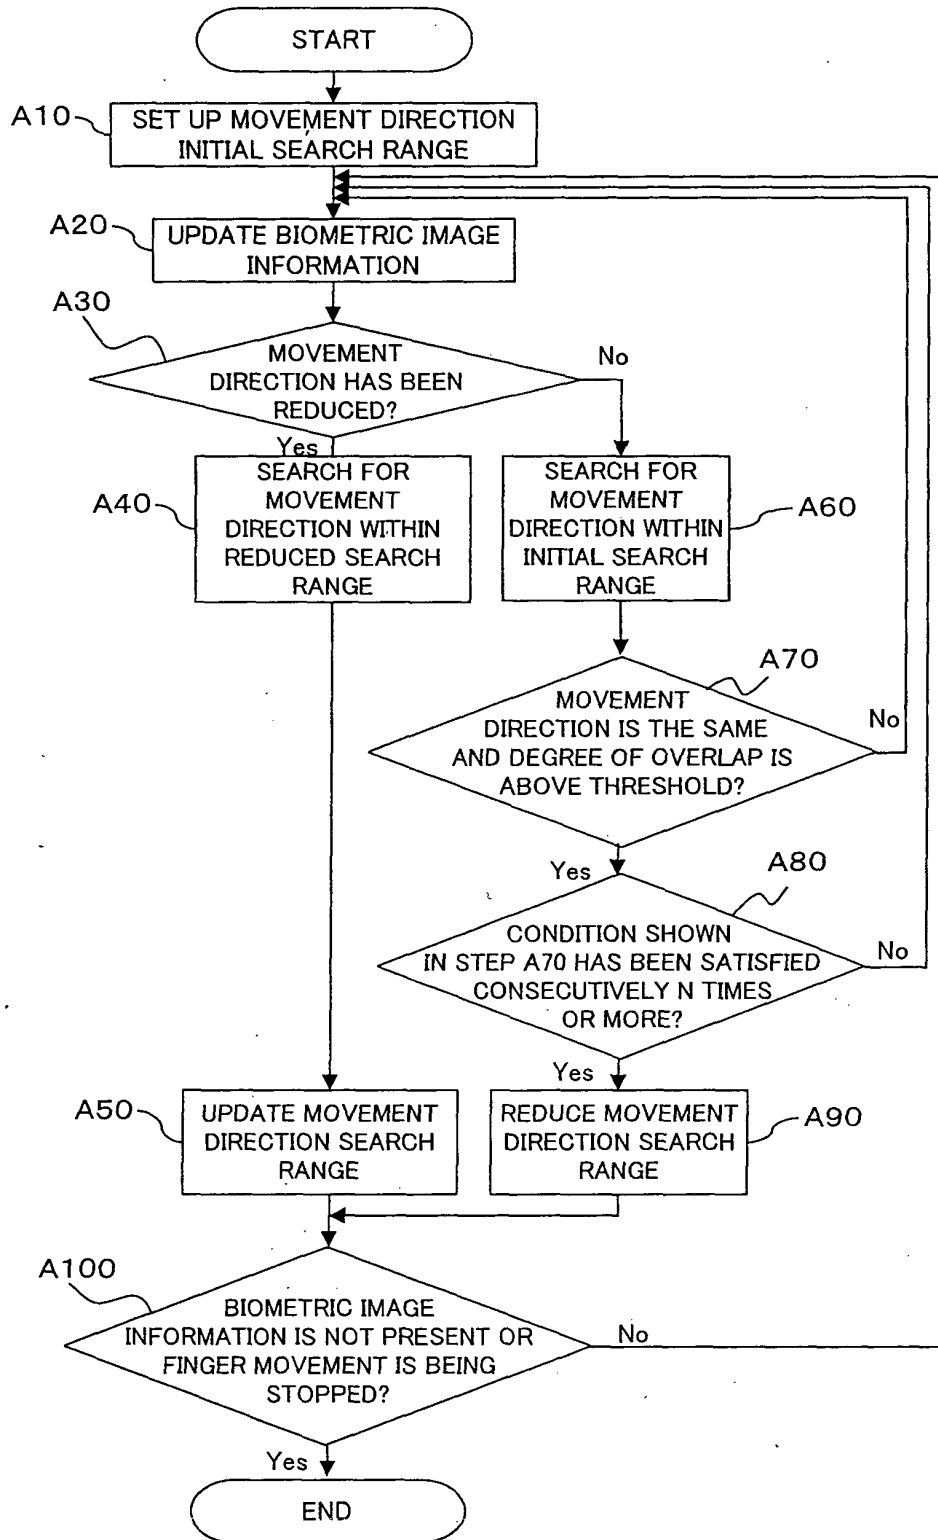 START
A10
SET UP MOVEMENT DIRECTION
INITIAL SEARCH RANGE
A20
UPDATE BIOMETRIC IMAGE
INFORMATION
A30
MOVEMENT
DIRECTION HAS BEEN
REDUCED?
No
Yes
A40
SEARCH FOR
MOVEMENT
DIRECTION WITHIN
REDUCED SEARCH
RANGE
SEARCH FOR
MOVEMENT
DIRECTION WITHIN
INITIAL SEARCH
RANGE
A60
A70
MOVEMENT
DIRECTION IS THE SAME
AND DEGREE OF OVERLAP IS
ABOVE THRESHOLD?
No
Yes
A80
CONDITION SHOWN
IN STEP A70 HAS BEEN SATISFIED
CONSECUTIVELY N TIMES
OR MORE?
No
Yes
A50
UPDATE MOVEMENT
DIRECTION SEARCH
RANGE
REDUCE MOVEMENT
DIRECTION SEARCH
RANGE
A90
A100
BIOMETRIC IMAGE
INFORMATION IS NOT PRESENT OR
FINGER MOVEMENT IS BEING
STOPPED?
No
Yes
END